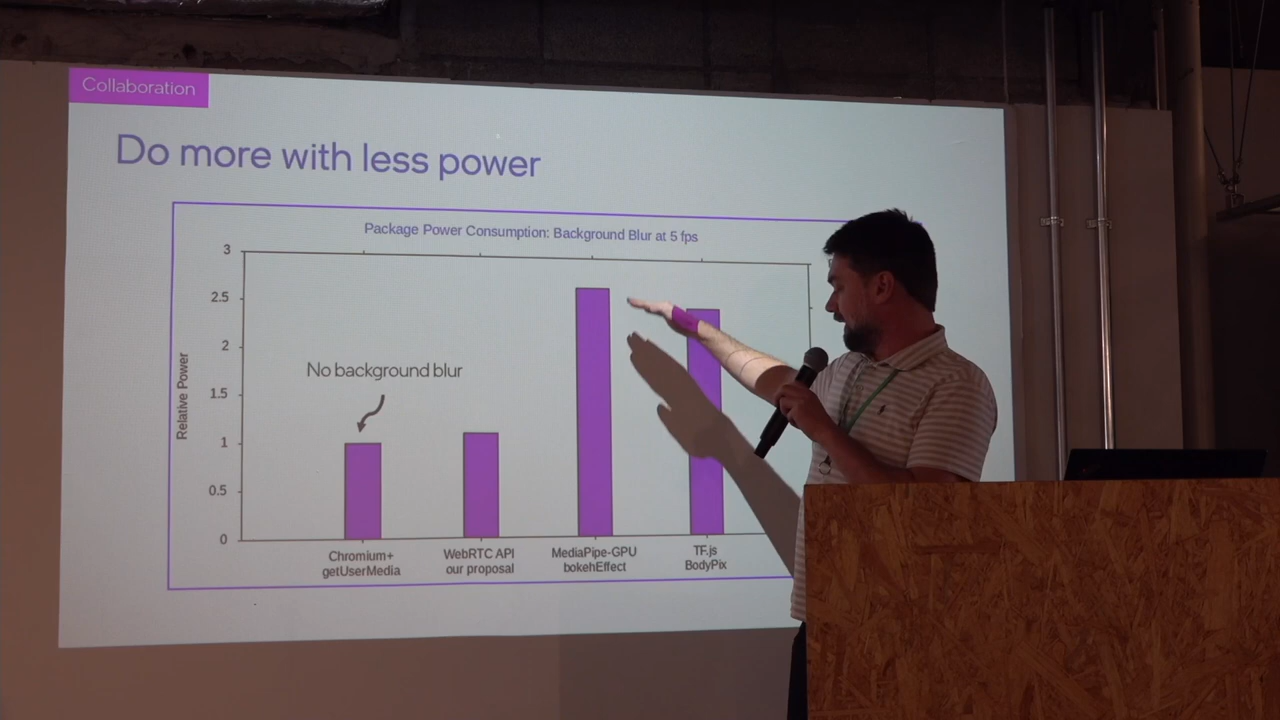 Collaboration
Do more with less power
Package Power Consumption: Background Blur at 5 fps
3
2.5
2
1.5
1
0.5
0
Relative Power
No background blur
Chromium+
getUserMedia
WebRTC API
our proposal
MediaPipe-GPU
bokehEffect
TF.js
BodyPix